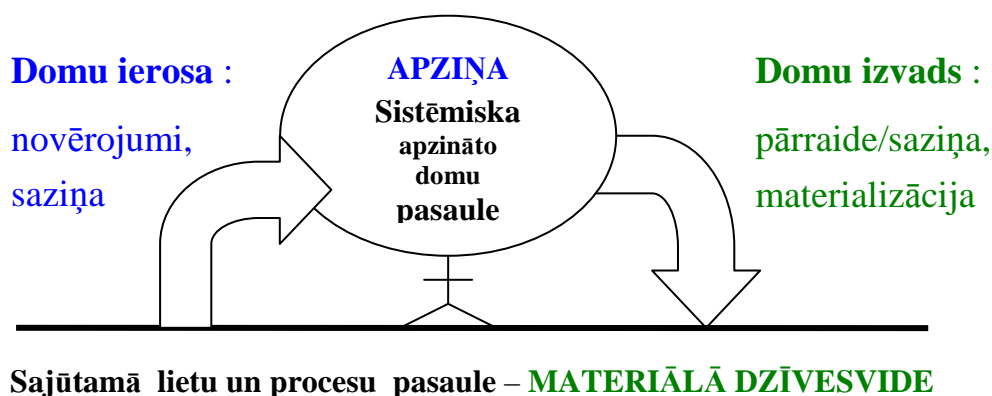 Domu ierosa :
novērojumi,
saziņa
APZIŅA
Sistēmiska
apzināto
domu
pasaule
Domu izvads :
pārraide/saziņa,
materializācija
Sajūtamā lietu un procesu pasaule – MATERIĀLĀ DZĪVESVIDE